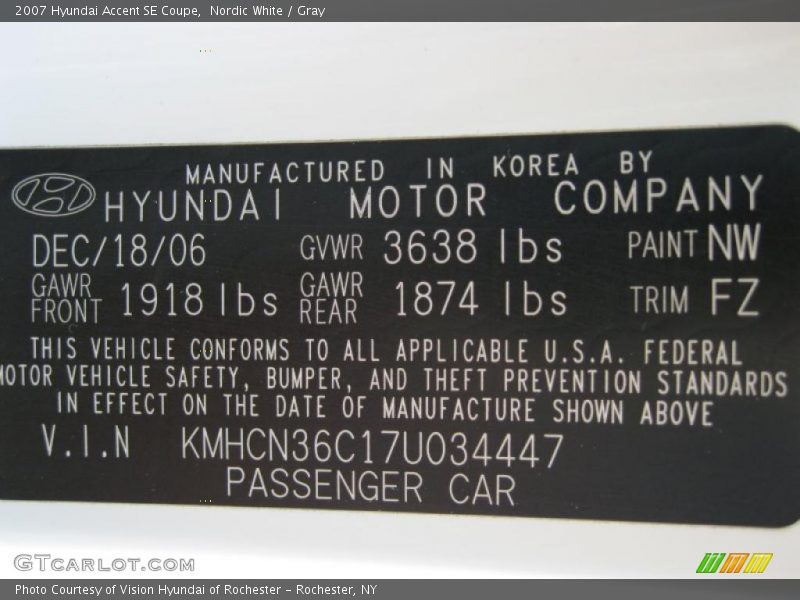 2007 Hyundai Accent SE Coupe, Nordic White / Gray
MANUFACTURED IN KOREA BY
HYUNDAI MOTOR COMPANY
DEC/18/06 GVWR 3638 lbs PAINT NW
GAWR FRONT 1918 lbs GAWR REAR 1874 lbs TRIM FZ
THIS VEHICLE CONFORMS TO ALL APPLICABLE U.S.A. FEDERAL
MOTOR VEHICLE SAFETY, BUMPER, AND THEFT PREVENTION STANDARDS
IN EFFECT ON THE DATE OF MANUFACTURE SHOWN ABOVE
V.I.N KMHCN36C17U034447
PASSENGER CAR
GTCARLOT.COM
Photo Courtesy of Vision Hyundai of Rochester - Rochester, NY